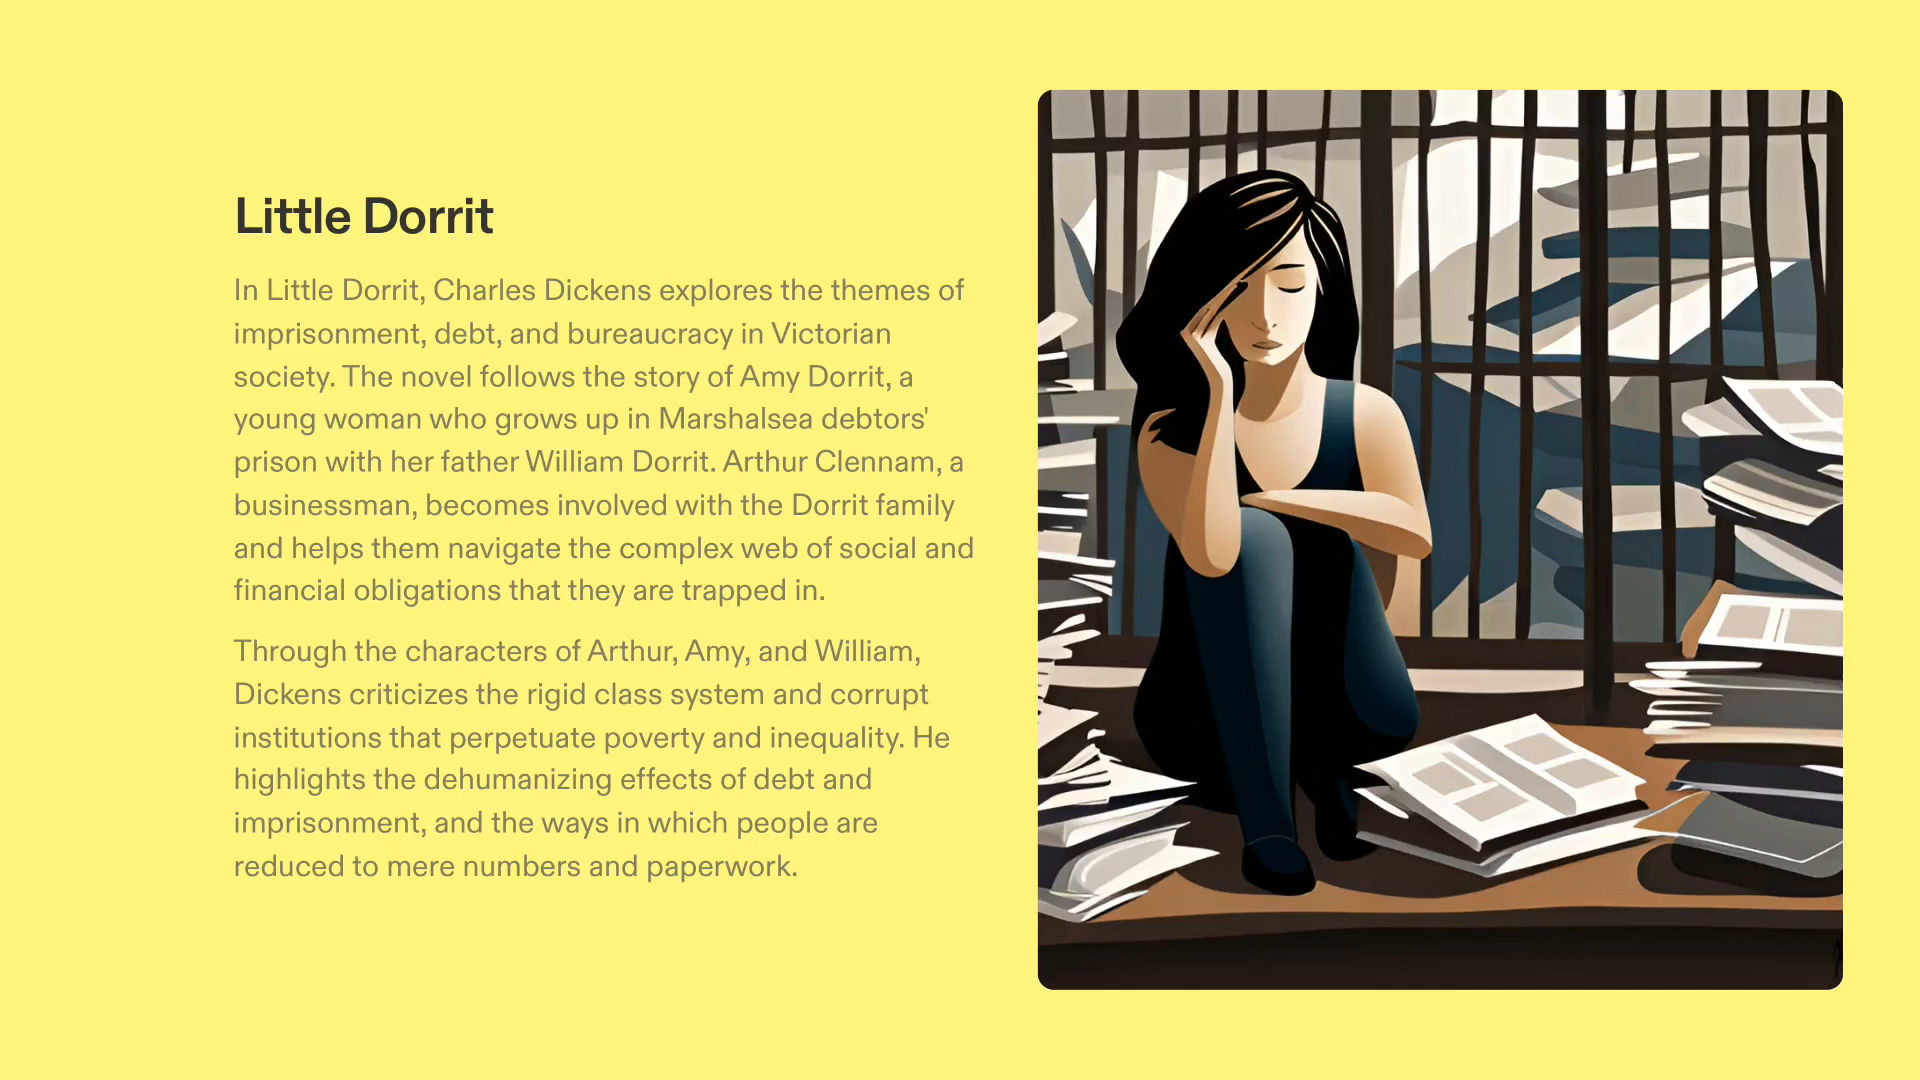 Little Dorrit
In Little Dorrit, Charles Dickens explores the themes of
imprisonment, debt, and bureaucracy in Victorian
society. The novel follows the story of Amy Dorrit, a
young woman who grows up in Marshalsea debtors'
prison with her father William Dorrit. Arthur Clennam, a
businessman, becomes involved with the Dorrit family
and helps them navigate the complex web of social and
financial obligations that they are trapped in.
Through the characters of Arthur, Amy, and William,
Dickens criticizes the rigid class system and corrupt
institutions that perpetuate poverty and inequality. He
highlights the dehumanizing effects of debt and
imprisonment, and the ways in which people are
reduced to mere numbers and paperwork.